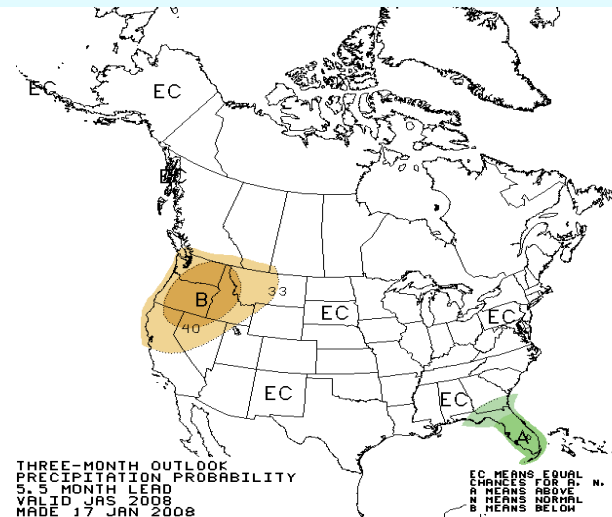 EC
EC
EC
33
B
EC
EC
40
EC
EC
A
THREE-MONTH OUTLOOK
PRECIPITATION PROBABILITY
5.5 MONTH LEAD
VALID JAS 2008
MADE 17 JAN 2008
EC MEANS EQUAL
CHANCES FOR A, N,
A MEANS ABOVE
N MEANS NORMAL
B MEANS BELOW